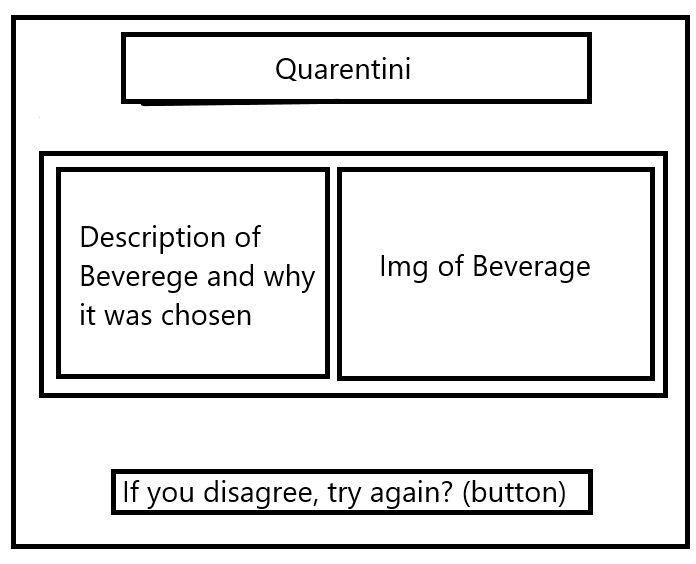 Quarentini
Description of
Beverege and why
it was chosen
Img of Beverage
If you disagree, try again? (button)